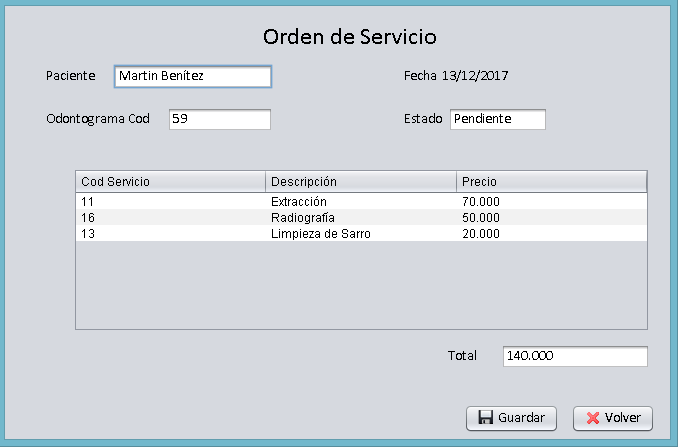 Orden de Servicio
Paciente Martin Benítez Fecha 13/12/2017
Odontograma Cod 59 Estado Pendiente
Cod Servicio Descripción Precio
11 Extracción 70.000
16 Radiografía 50.000
13 Limpieza de Sarro 20.000
Total 140.000
Guardar Volver